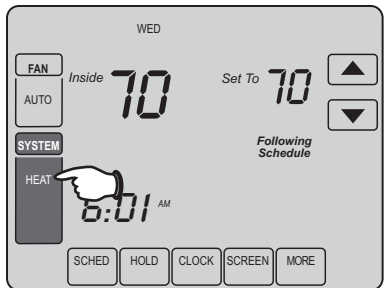 WED
FAN
AUTO
Inside 70
Set To 70
SYSTEM
HEAT
Following
Schedule
6:01 AM
SCHED HOLD CLOCK SCREEN MORE